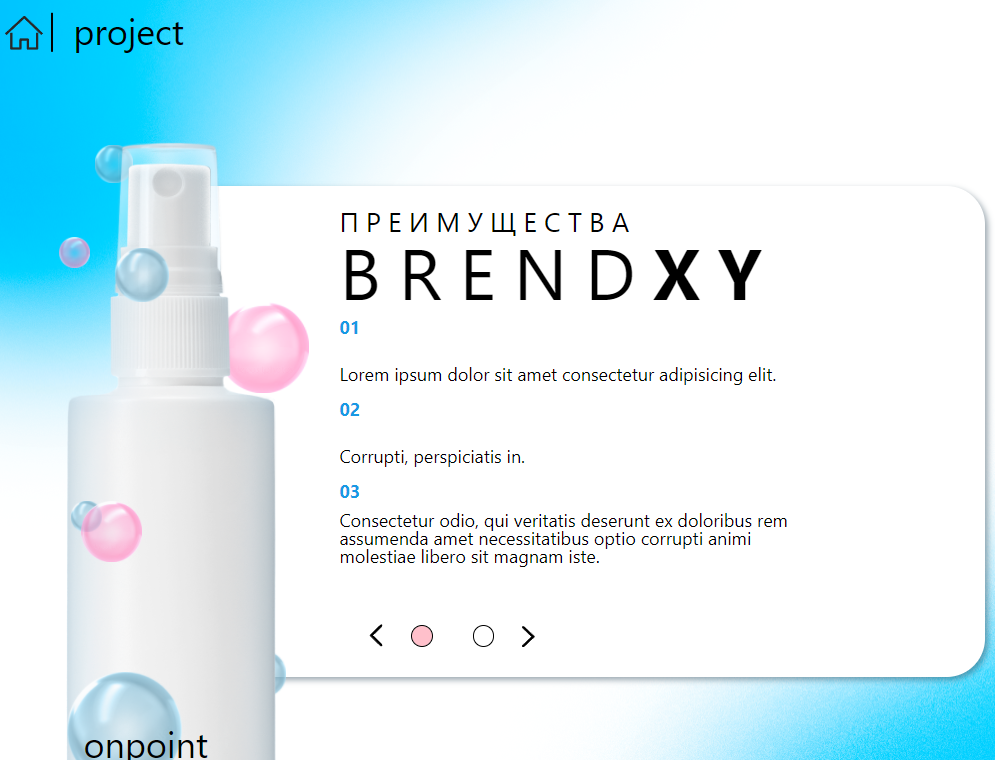 project
ПРЕИМУЩЕСТВА
BRENDXY
01
Lorem ipsum dolor sit amet consectetur adipisicing elit.
02
Corrupti, perspiciatis in.
03
Consectetur odio, qui veritatis deserunt ex doloribus rem
assumenda amet necessitatibus optio corrupti animi
molestiae libero sit magnam iste.
onpoint